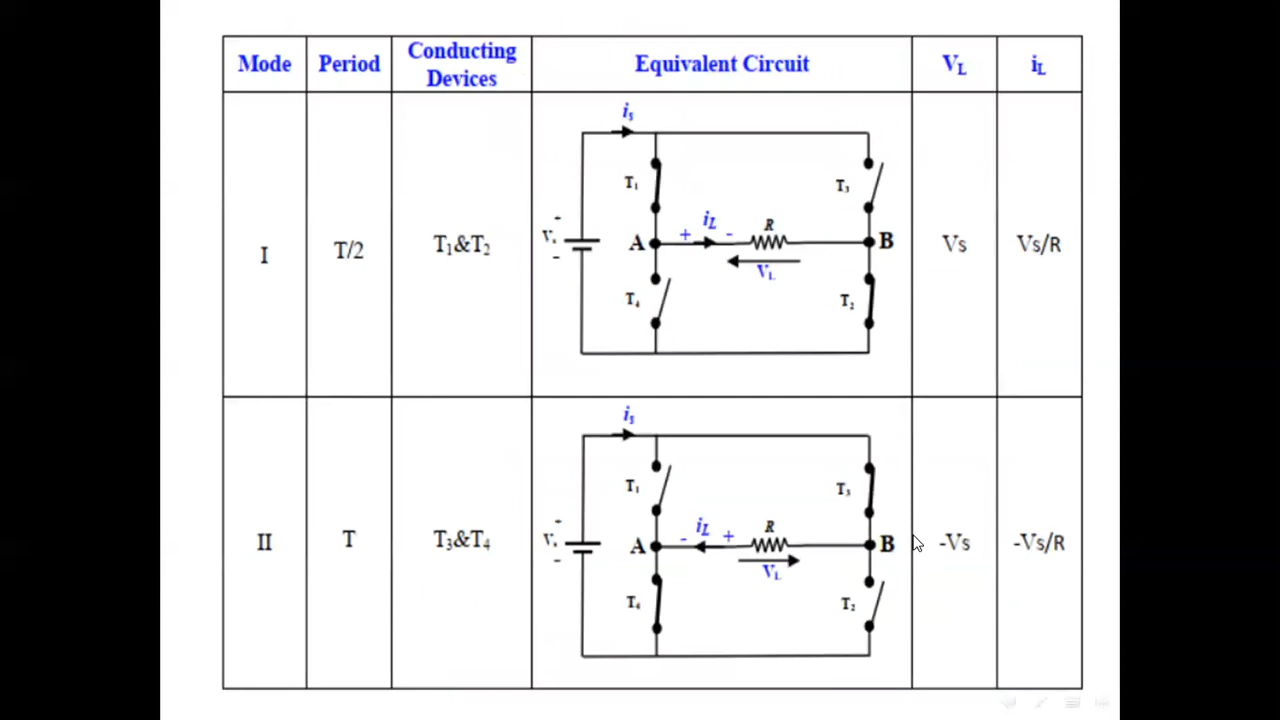 Mode Period Conducting Devices Equivalent Circuit VL iL
I T/2 T1&T2 Vs Vs/R
is
T1 T3
+
V.
-
A + iL - R B
VL
T4 T2
II T T3&T4 -Vs -Vs/R
is
T1 T3
+
V.
-
A - iL + R B
VL
T4 T2